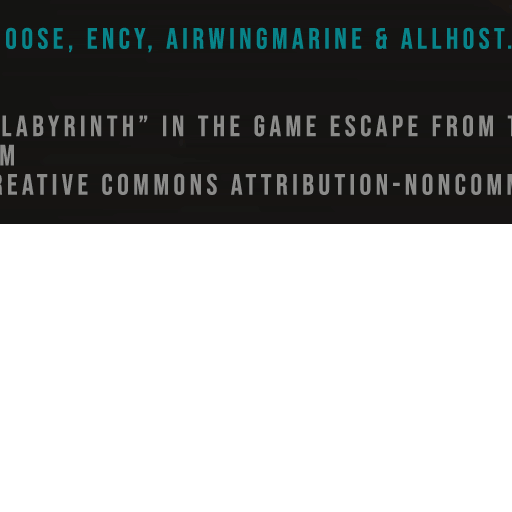 OOSE, ENCY, AIRWINGMARINE & ALLHOST.
LABYRINTH” IN THE GAME ESCAPE FROM T
M
REATIVE COMMONS ATTRIBUTION-NONCOMM